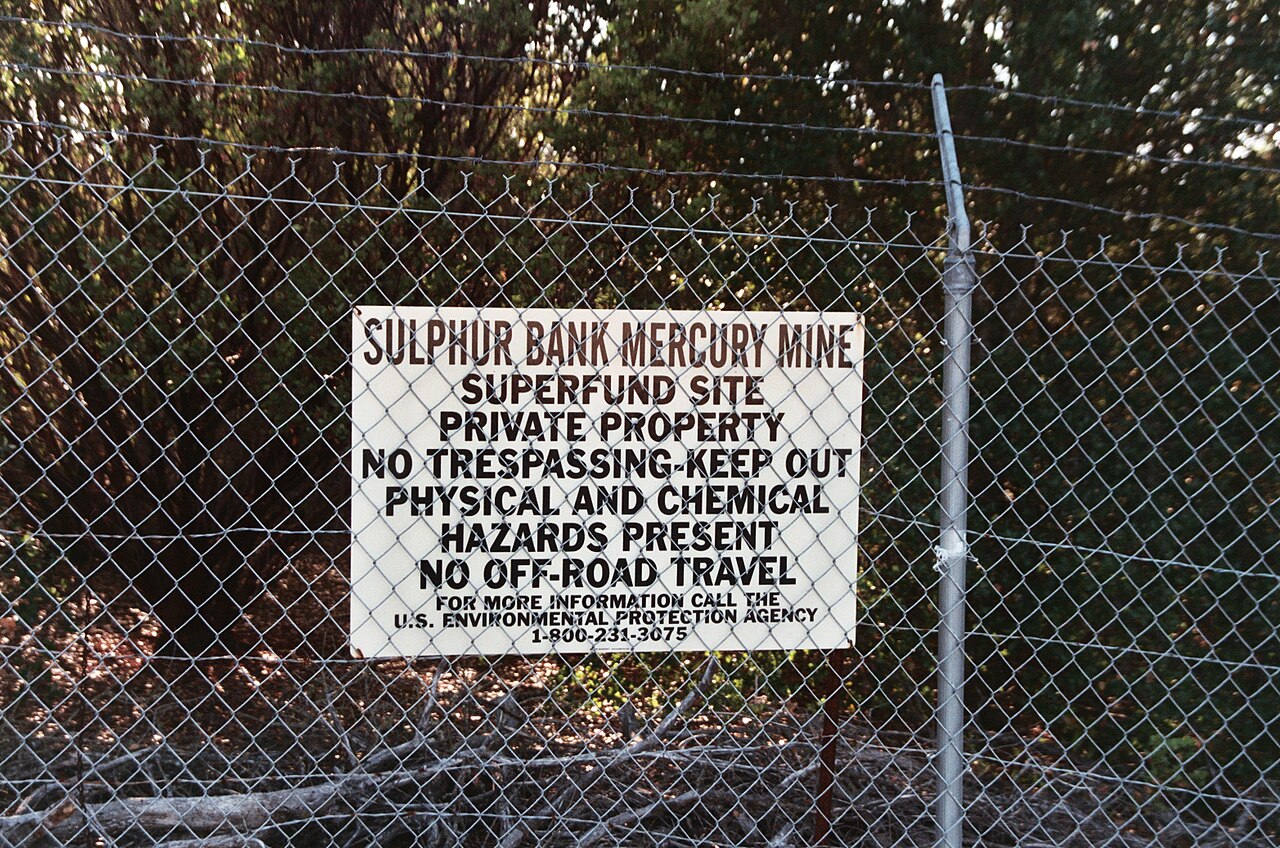 SULPHUR BANK MERCURY MINE
SUPERFUND SITE
PRIVATE PROPERTY
NO TRESPASSING-KEEP OUT
PHYSICAL AND CHEMICAL
HAZARDS PRESENT
NO OFF-ROAD TRAVEL
FOR MORE INFORMATION CALL THE
U.S. ENVIRONMENTAL PROTECTION AGENCY
1-800-231-3075